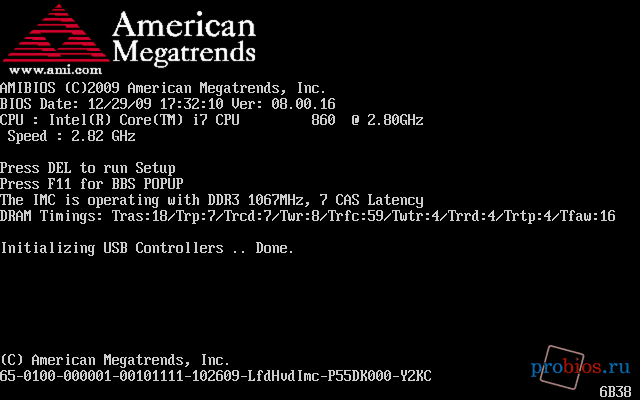 American
Megatrends
www.ami.com
AMIBIOS (C)2009 American Megatrends, Inc.
BIOS Date: 12/29/09 17:32:10 Ver: 08.00.16
CPU : Intel(R) Core(TM) i7 CPU 860 @ 2.80GHz
Speed : 2.82 GHz
Press DEL to run Setup
Press F11 for BBS POPUP
The IMC is operating with DDR3 1067MHz, 7 CAS Latency
DRAM Timings: Tras:18/Trp:7/Trcd:7/Twr:8/Trfc:59/Twtr:4/Trrd:4/Trtp:4/Tfaw:16
Initializing USB Controllers .. Done.
(C) American Megatrends, Inc.
65-0100-000001-00101111-102609-LfdHvdImc-P55DK000-Y2KC
probios.ru
6B38